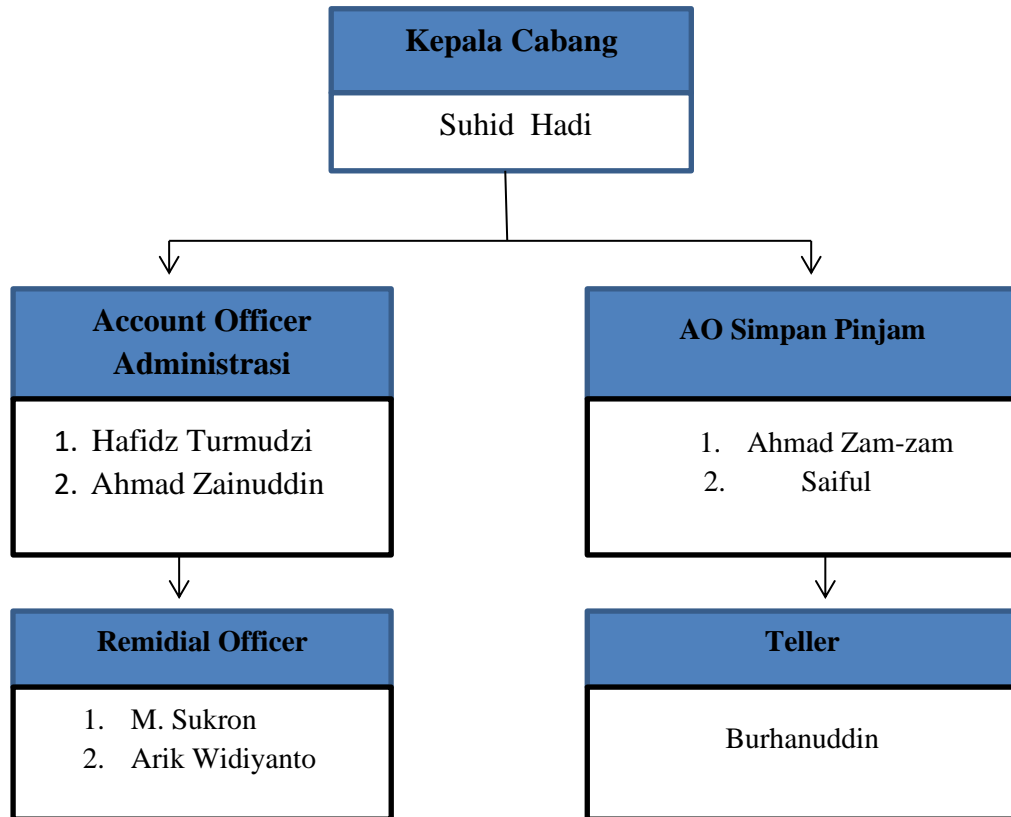 Kepala Cabang
Suhid Hadi
Account Officer
Administrasi
1. Hafidz Turmudzi
2. Ahmad Zainuddin
AO Simpan Pinjam
1. Ahmad Zam-zam
2. Saiful
Remidial Officer
1. M. Sukron
2. Arik Widiyanto
Teller
Burhanuddin